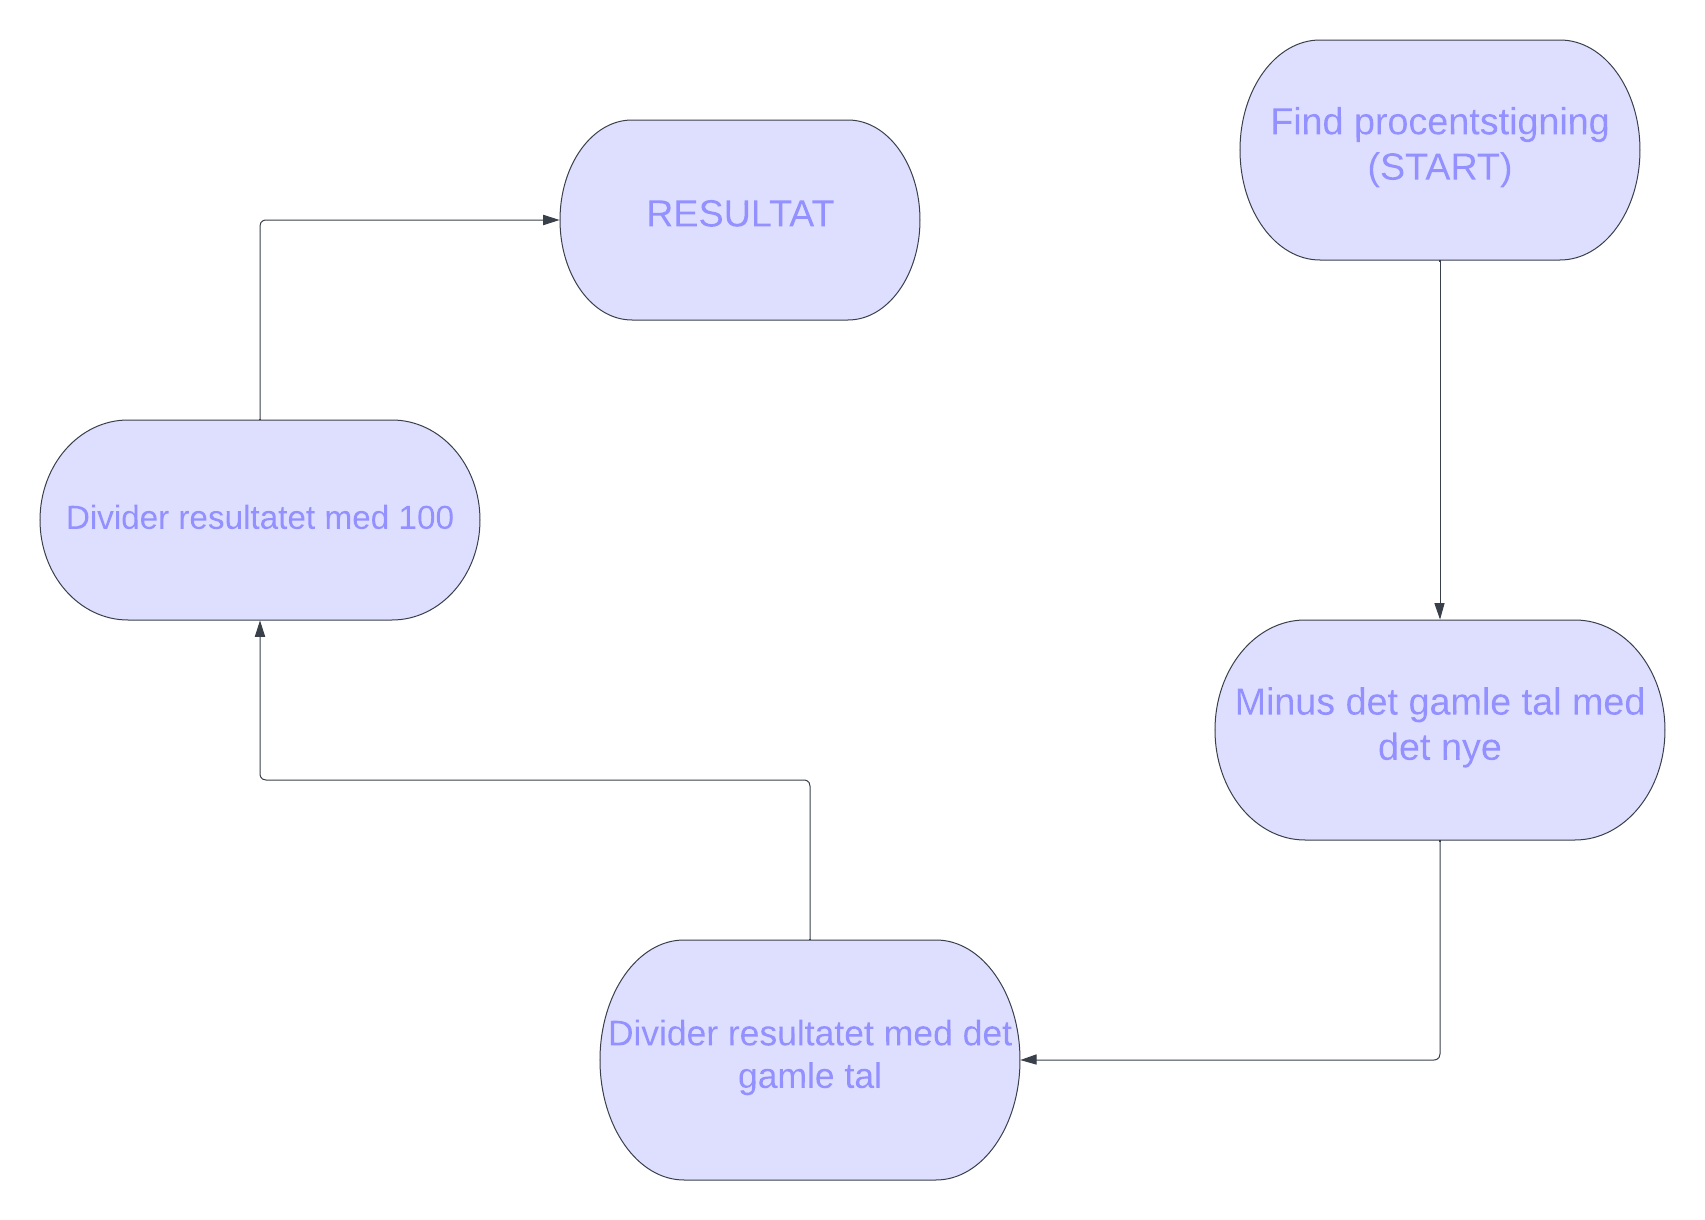 Find procentstigning
(START)
Minus det gamle tal med
det nye
Divider resultatet med det
gamle tal
Divider resultatet med 100
RESULTAT